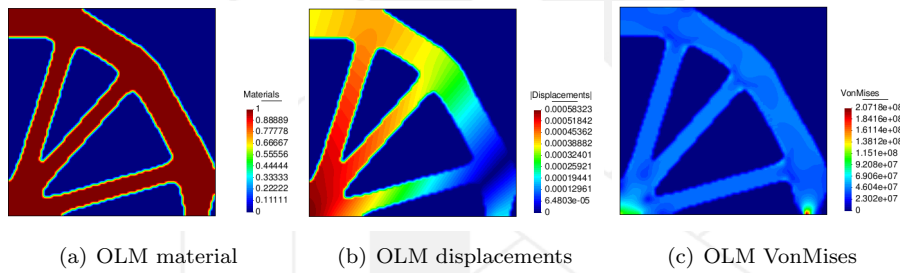 Materials
1
0.88889
0.77778
0.66667
0.55556
0.44444
0.33333
0.22222
0.11111
0
|Displacements|
0.00058323
0.00051842
0.00045362
0.00038882
0.00032401
0.00025921
0.00019441
0.00012961
6.4803e-05
0
VonMises
2.0718e+08
1.8416e+08
1.6114e+08
1.3812e+08
1.151e+08
9.208e+07
6.906e+07
4.604e+07
2.302e+07
0
(a) OLM material
(b) OLM displacements
(c) OLM VonMises